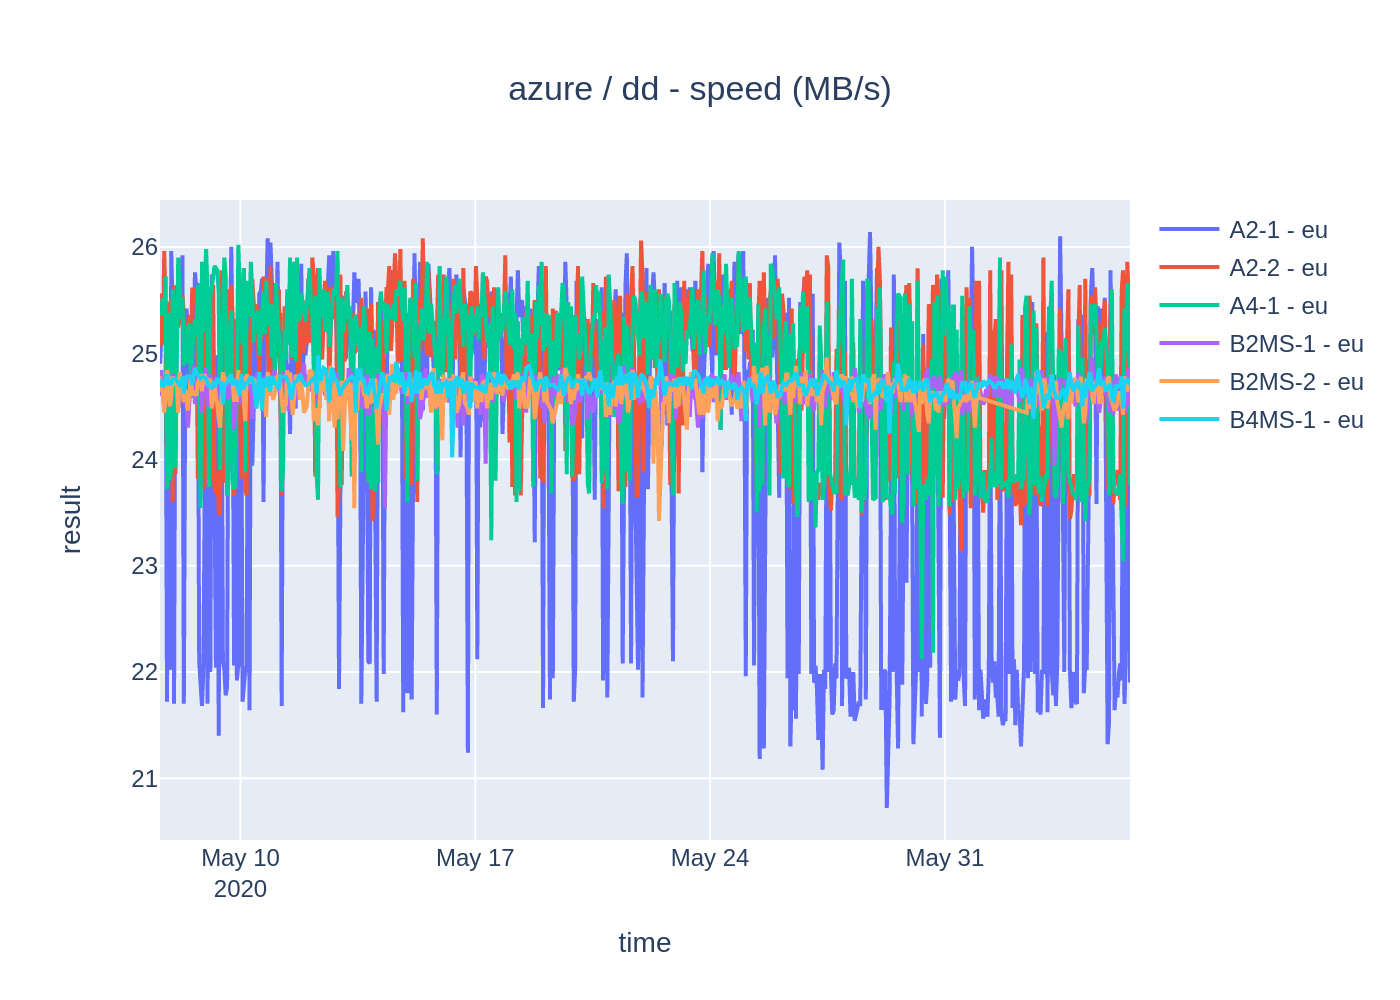 azure / dd - speed (MB/s)
26
25
24
23
22
21
result
May 10
2020
May 17
May 24
May 31
time
A2-1 - eu
A2-2 - eu
A4-1 - eu
B2MS-1 - eu
B2MS-2 - eu
B4MS-1 - eu